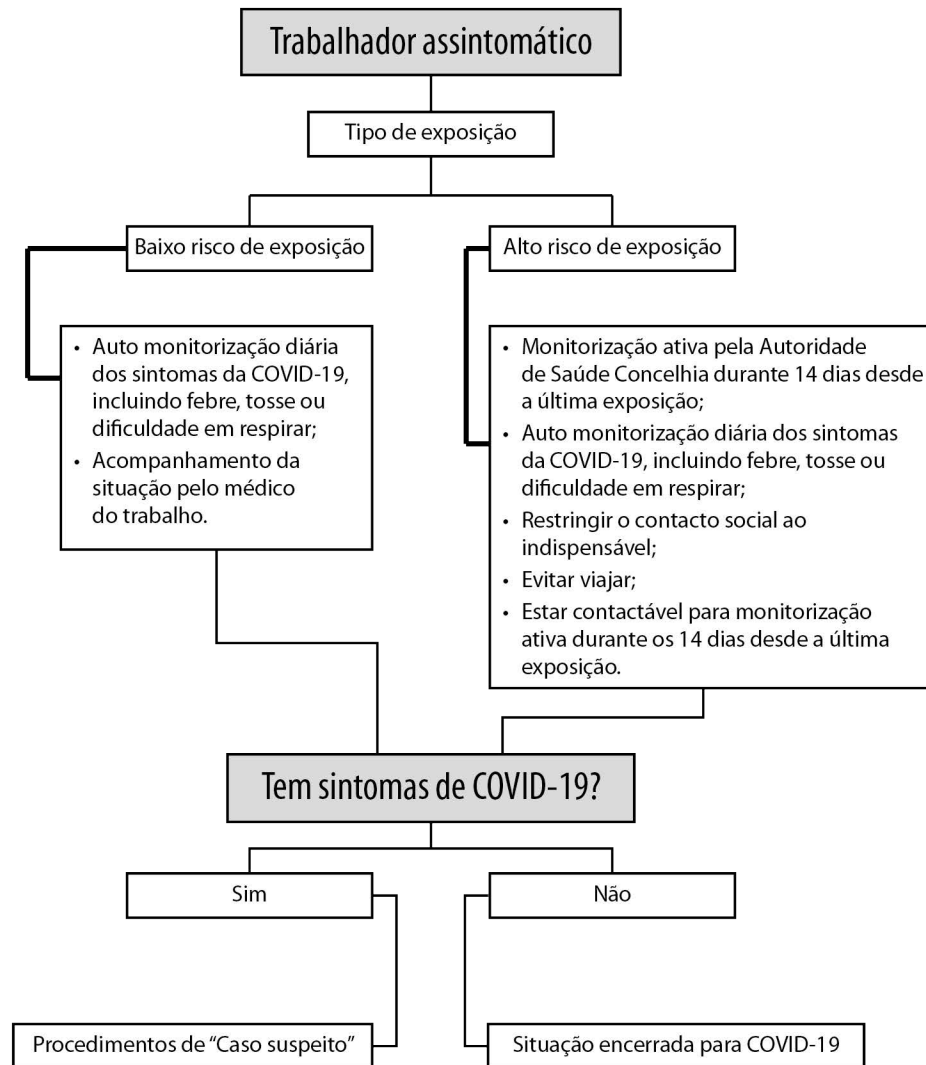 Trabalhador assintomático
Tipo de exposição
Baixo risco de exposição
Alto risco de exposição
• Auto monitorização diária
dos sintomas da COVID-19,
incluindo febre, tosse ou
dificuldade em respirar;
• Acompanhamento da
situação pelo médico
do trabalho.
• Monitorização ativa pela Autoridade
de Saúde Concelhia durante 14 dias desde
a última exposição;
• Auto monitorização diária dos sintomas
da COVID-19, incluindo febre, tosse ou
dificuldade em respirar;
• Restringir o contacto social ao
indispensável;
• Evitar viajar;
• Estar contactável para monitorização
ativa durante os 14 dias desde a última
exposição.
Tem sintomas de COVID-19?
Sim
Não
Procedimentos de “Caso suspeito”
Situação encerrada para COVID-19